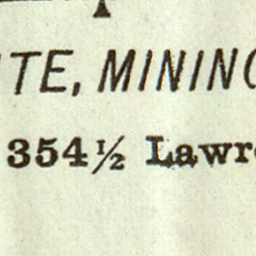 TE, MINING
354½ Lawr